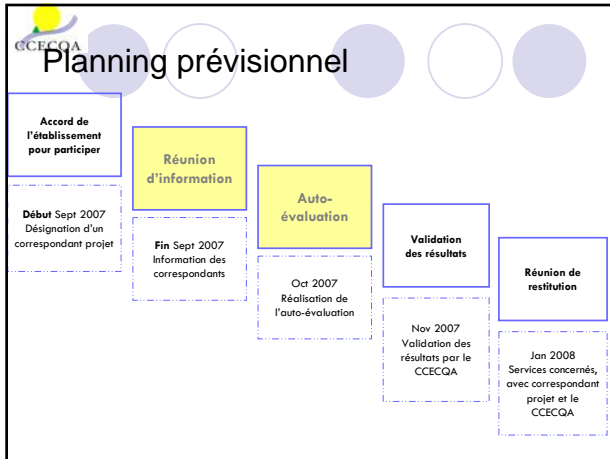 CCECQA
Planning prévisionnel
Accord de
l'établissement
pour participer
Début Sept 2007
Désignation d'un
correspondant projet
Réunion
d'information
Fin Sept 2007
Information des
correspondants
Auto-
évaluation
Oct 2007
Réalisation de
l'auto-évaluation
Validation
des résultats
Nov 2007
Validation des
résultats par le
CCECQA
Réunion de
restitution
Jan 2008
Services concernés,
avec correspondant
projet et le
CCECQA